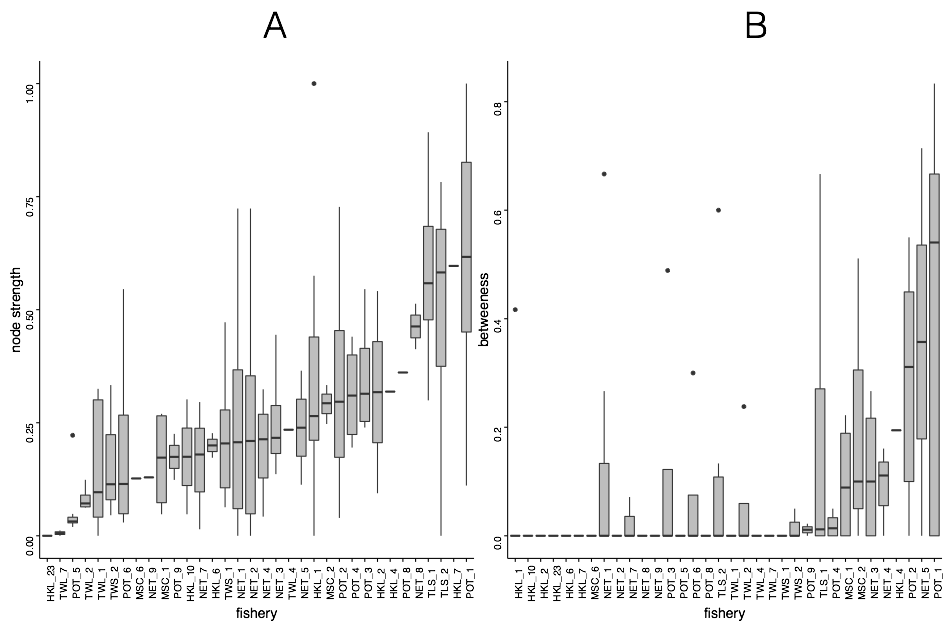 A
B
node strength
1.00
0.75
0.50
0.25
0.00
HKL_23
TWL_7
POT_5
TWL_2
TWL_1
TWS_2
POT_6
MSC_6
NET_9
MSC_1
POT_9
HKL_10
NET_7
HKL_6
TWS_1
NET_1
NET_2
NET_4
NET_3
TWL_4
NET_5
HKL_1
MSC_2
POT_2
POT_4
POT_3
HKL_2
HKL_4
POT_8
NET_8
TLS_1
TLS_2
HKL_7
POT_1
fishery
betweeness
0.8
0.6
0.4
0.2
0.0
HKL_1
HKL_10
HKL_2
HKL_23
HKL_6
HKL_7
MSC_6
NET_1
NET_2
NET_7
NET_8
NET_9
POT_3
POT_5
POT_6
POT_8
TLS_2
TWL_1
TWL_2
TWL_4
TWL_7
TWS_1
TWS_2
POT_9
TLS_1
POT_4
MSC_1
MSC_2
NET_3
NET_4
HKL_4
POT_2
NET_5
POT_1
fishery